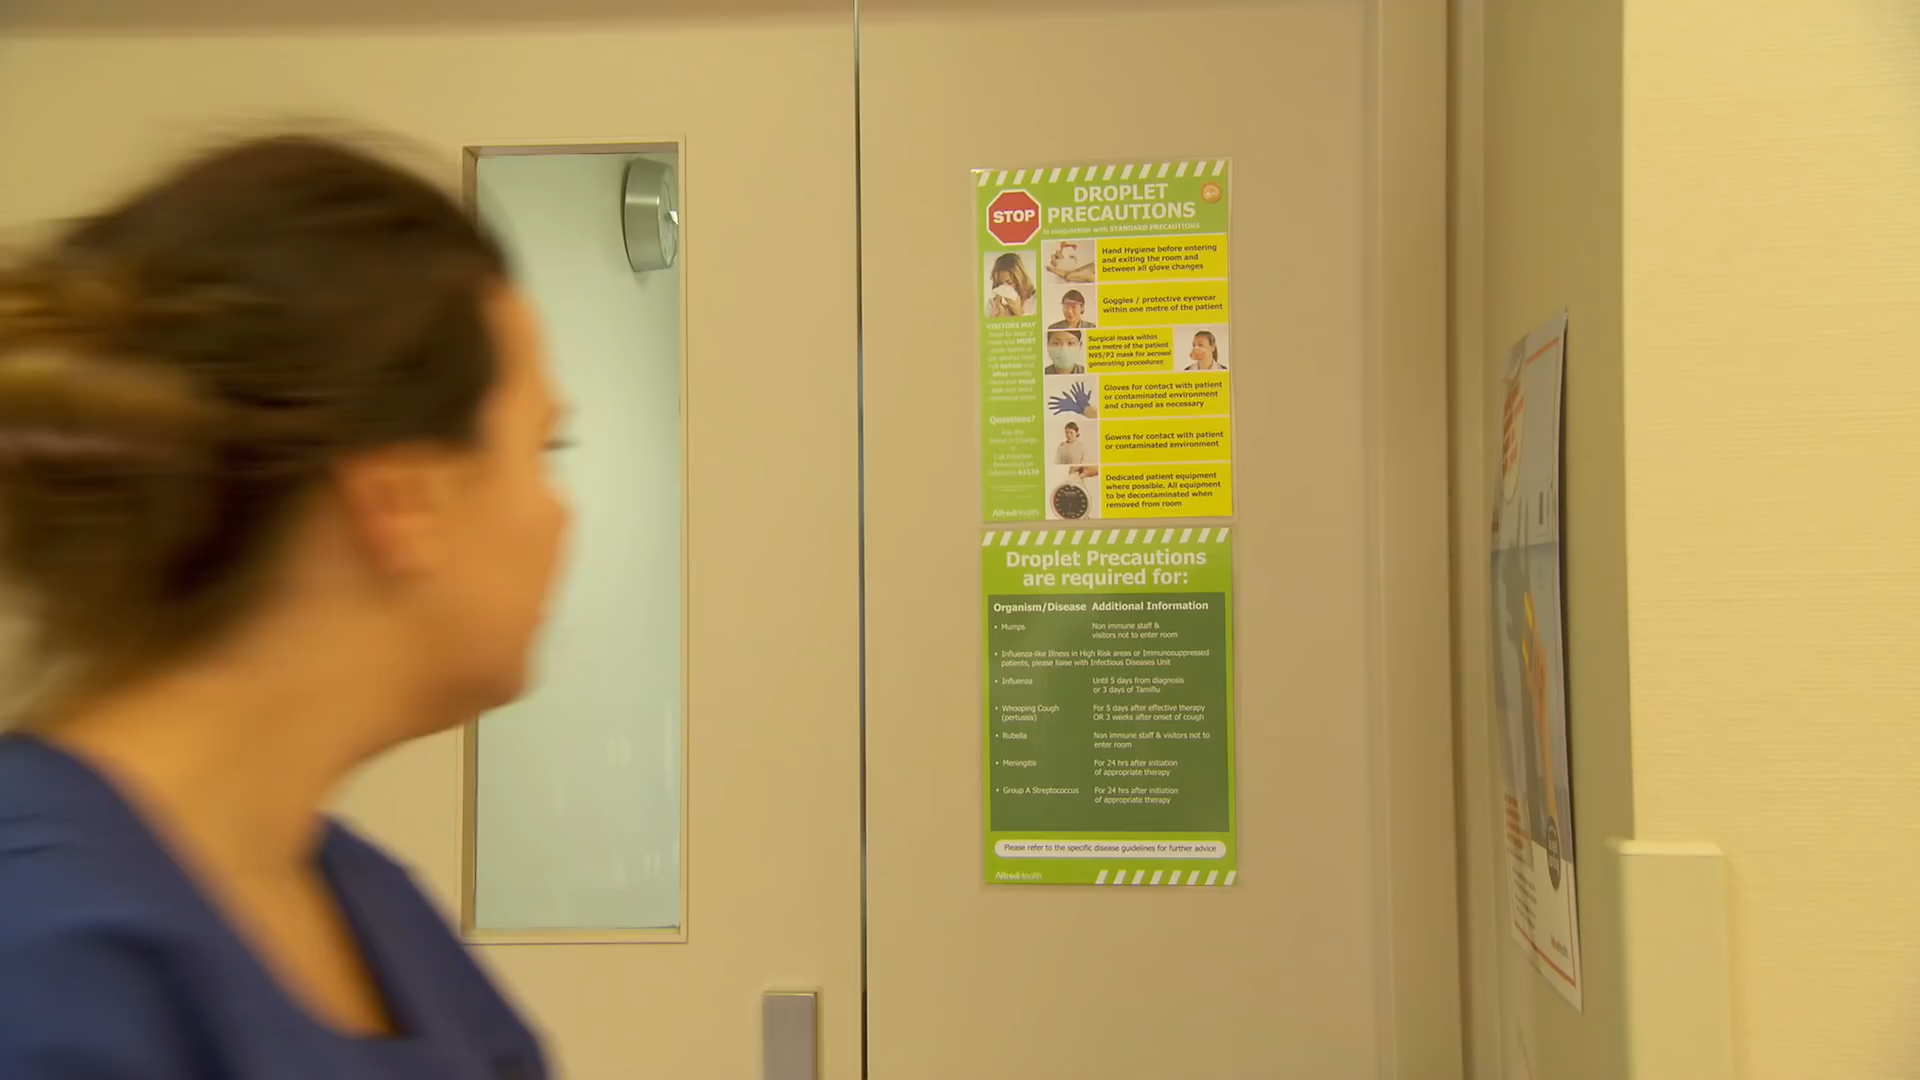 STOP
DROPLET
PRECAUTIONS
in conjunction with STANDARD PRECAUTIONS
Hand Hygiene before entering
and exiting the room and
between all glove changes
Goggles / protective eyewear
within one metre of the patient
Surgical mask within
one metre of the patient
N95/P2 mask for aerosol
generating procedures
Gloves for contact with patient
or contaminated environment
and changed as necessary
Gowns for contact with patient
or contaminated environment
Dedicated patient equipment
where possible. All equipment
to be decontaminated when
removed from room
VISITORS MAY
Questions?
AlfredHealth
Droplet Precautions
are required for:
Organism/Disease Additional Information
• Mumps Non immune staff &
visitors not to enter room
• Influenza-like Illness in High Risk areas or Immunosuppressed
patients, please liaise with Infectious Diseases Unit
• Influenza Until 5 days from diagnosis
or 3 days of Tamiflu
• Whooping Cough For 5 days after effective therapy
(pertussis) OR 3 weeks after onset of cough
• Rubella Non immune staff & visitors not to
enter room
• Meningitis For 24 hrs after initiation
of appropriate therapy
• Group A Streptococcus For 24 hrs after initiation
of appropriate therapy
Please refer to the specific disease guidelines for further advice
AlfredHealth